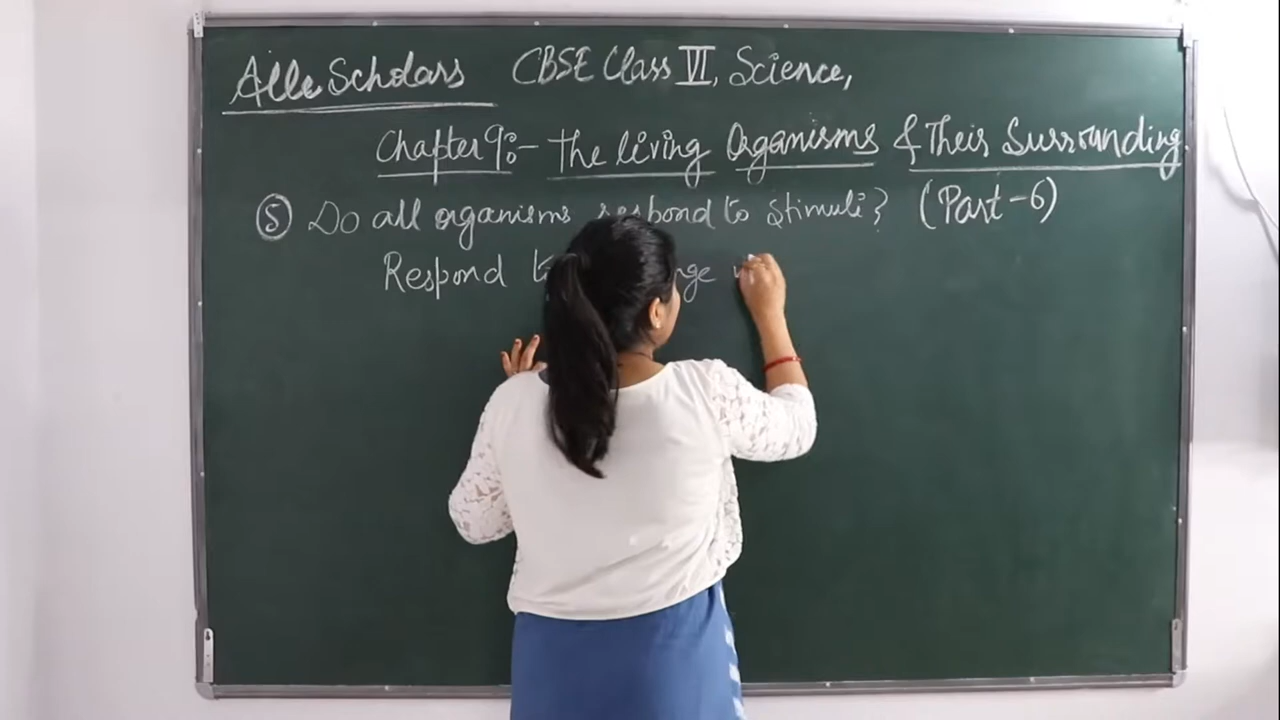 Alle Scholars CBSE Class VI, Science,
Chapter 9:- The living Organisms & Their Surrounding
(5) Do all organisms respond to stimuli? (Part-6)
Respond